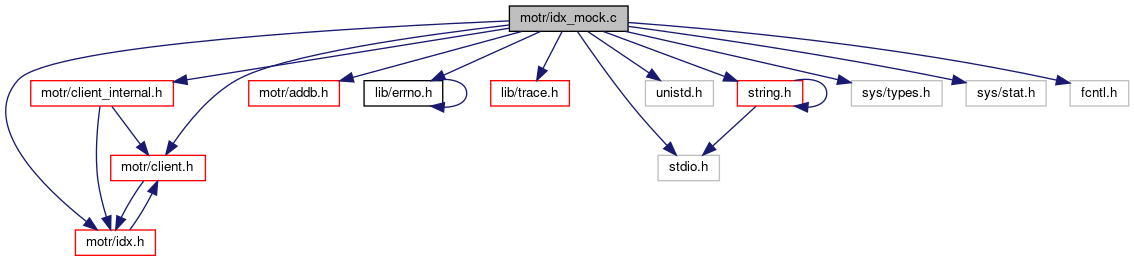 motr/idx_mock.c
motr/client_internal.h
motr/addb.h
lib/errno.h
lib/trace.h
unistd.h
string.h
sys/types.h
sys/stat.h
fcntl.h
motr/client.h
stdio.h
motr/idx.h